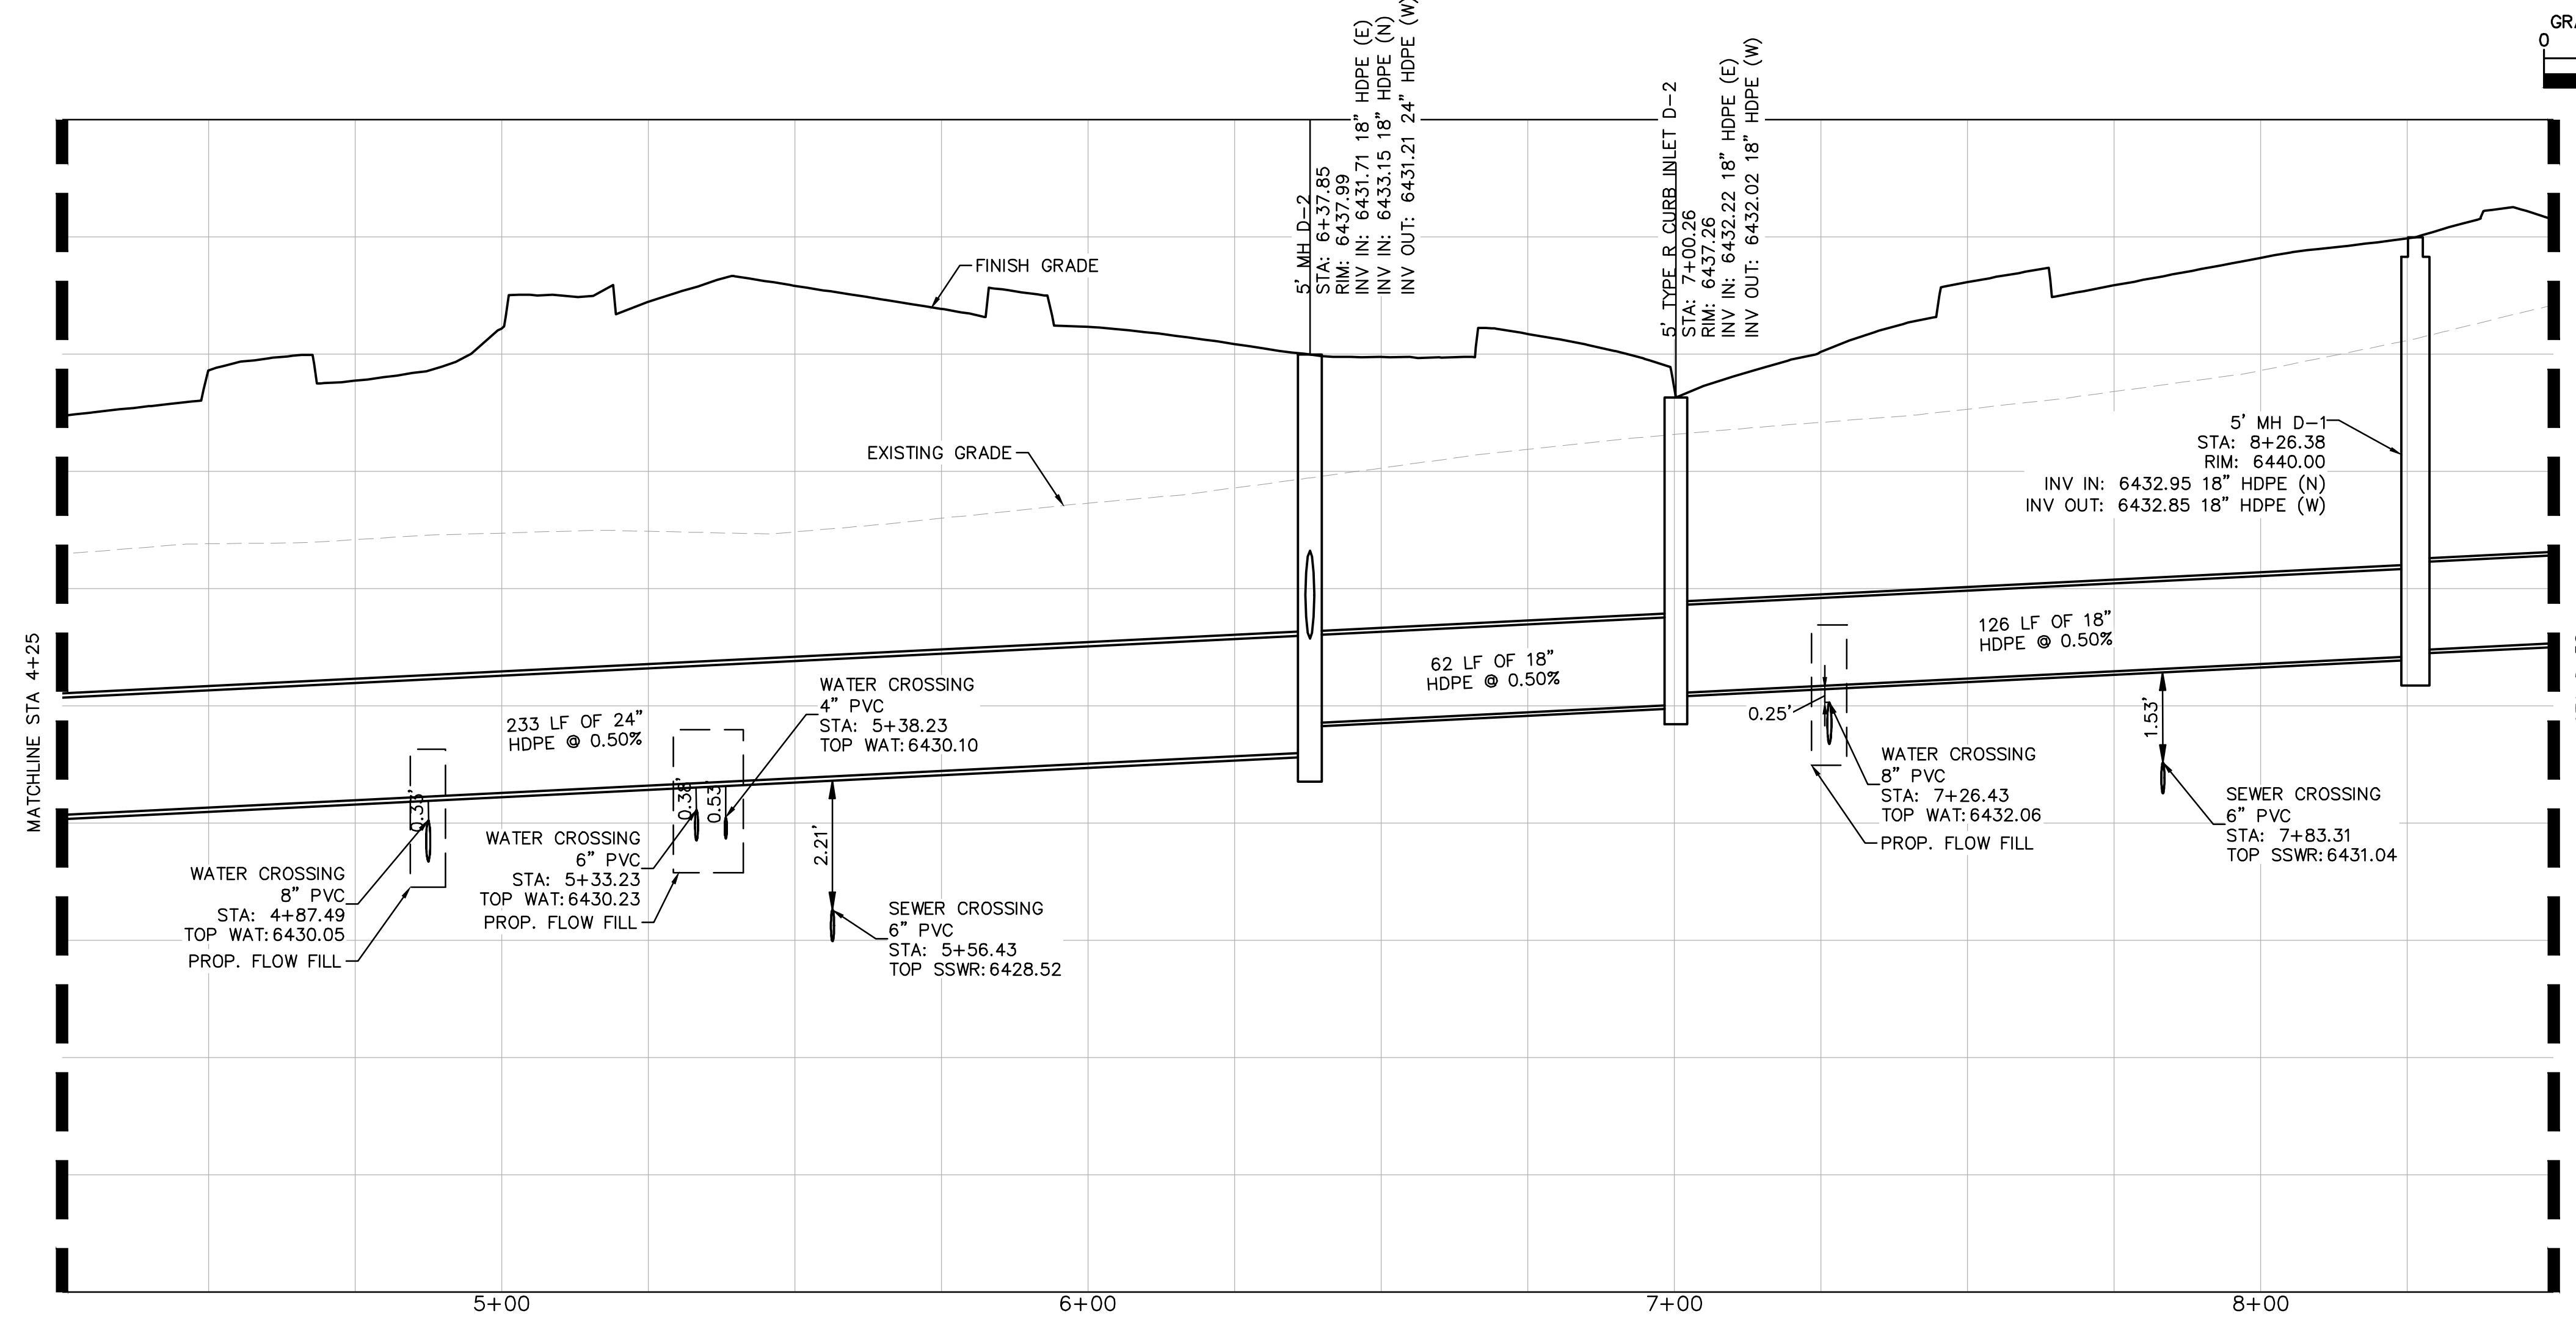 GRA
0
5' MH D-2
STA: 6+37.85
RIM: 6437.99
INV IN: 6431.71 18" HDPE (E)
INV IN: 6433.15 18" HDPE (N)
INV OUT: 6431.21 24" HDPE (W)
5' TYPE R CURB INLET D-2
STA: 7+00.26
RIM: 6437.26
INV IN: 6432.22 18" HDPE (E)
INV OUT: 6432.02 18" HDPE (W)
FINISH GRADE
EXISTING GRADE
5' MH D-1
STA: 8+26.38
RIM: 6440.00
INV IN: 6432.95 18" HDPE (N)
INV OUT: 6432.85 18" HDPE (W)
MATCHLINE STA 4+25
233 LF OF 24"
HDPE @ 0.50%
62 LF OF 18"
HDPE @ 0.50%
126 LF OF 18"
HDPE @ 0.50%
WATER CROSSING
4" PVC
STA: 5+38.23
TOP WAT:6430.10
0.33'
0.38'
0.53'
2.21'
0.25'
1.53'
WATER CROSSING
8" PVC
STA: 4+87.49
TOP WAT:6430.05
PROP. FLOW FILL
WATER CROSSING
6" PVC
STA: 5+33.23
TOP WAT:6430.23
PROP. FLOW FILL
SEWER CROSSING
6" PVC
STA: 5+56.43
TOP SSWR:6428.52
WATER CROSSING
8" PVC
STA: 7+26.43
TOP WAT:6432.06
PROP. FLOW FILL
SEWER CROSSING
6" PVC
STA: 7+83.31
TOP SSWR:6431.04
5+00
6+00
7+00
8+00